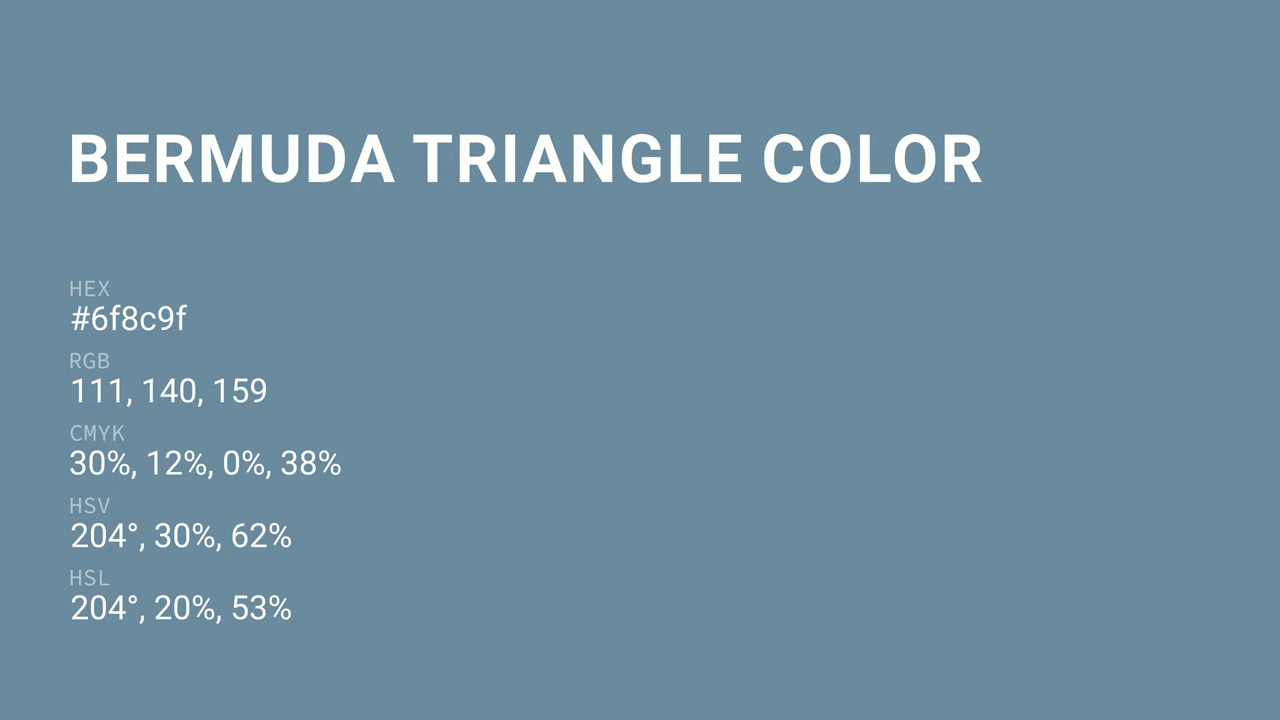 BERMUDA TRIANGLE COLOR
HEX
#6f8c9f
RGB
111, 140, 159
CMYK
30%, 12%, 0%, 38%
HSV
204°, 30%, 62%
HSL
204°, 20%, 53%